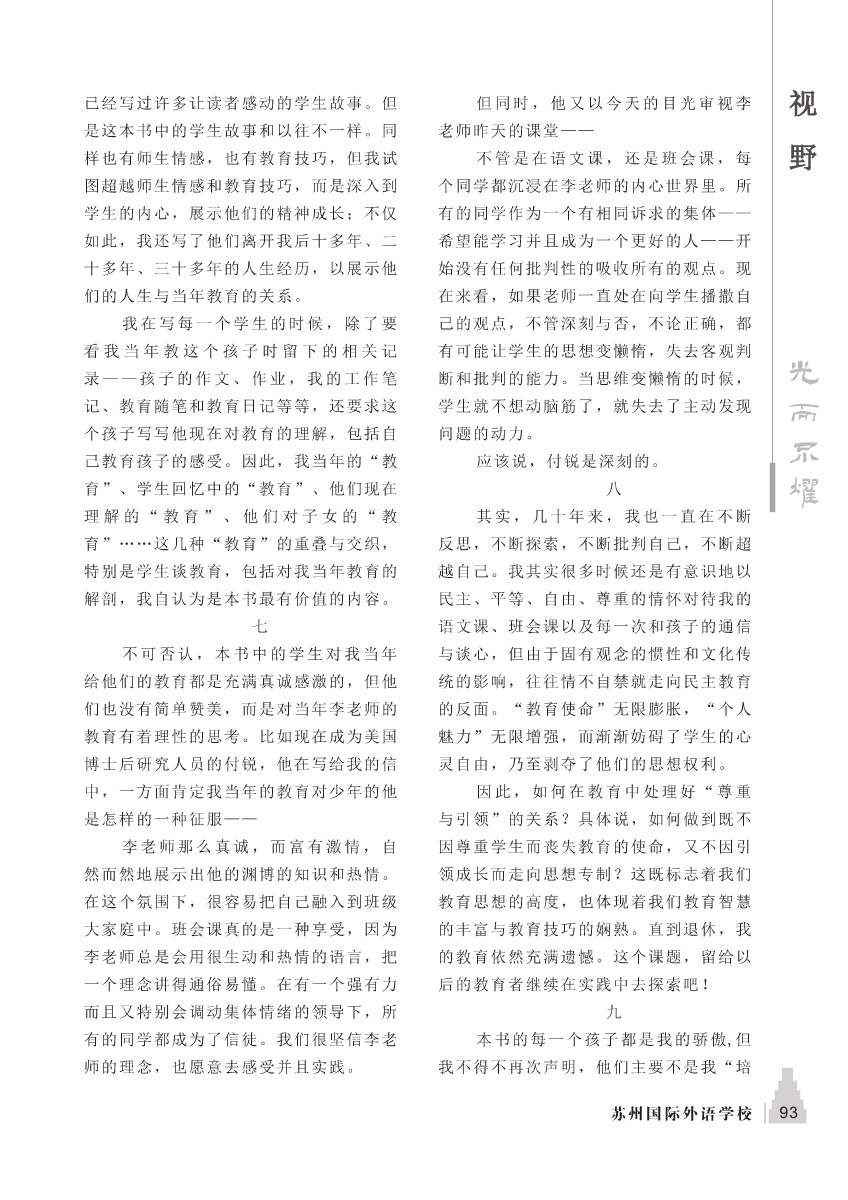 已经写过许多让读者感动的学生故事。但
是这本书中的学生故事和以往不一样。同
样也有师生情感，也有教育技巧，但我试
图超越师生情感和教育技巧，而是深入到
学生的内心，展示他们的精神成长；不仅
如此，我还写了他们离开我后十多年、二
十多年、三十多年的人生经历，以展示他
们的人生与当年教育的关系。
我在写每一个学生的时候，除了要
看我当年教这个孩子时留下的相关记
录——孩子的作文、作业，我的工作笔
记、教育随笔和教育日记等等，还要求这
个孩子写写他现在对教育的理解，包括自
己教育孩子的感受。因此，我当年的“教
育”、学生回忆中的“教育”、他们现在
理解的“教育”、他们对子女的“教
育”……这几种“教育”的重叠与交织，
特别是学生谈教育，包括对我当年教育的
解剖，我自认为是本书最有价值的内容。
七
不可否认，本书中的学生对我当年
给他们的教育都是充满真诚感激的，但他
们也没有简单赞美，而是对当年李老师的
教育有着理性的思考。比如现在成为美国
博士后研究人员的付锐，他在写给我的信
中，一方面肯定我当年的教育对少年的他
是怎样的一种征服——
李老师那么真诚，而富有激情，自
然而然地展示出他的渊博的知识和热情。
在这个氛围下，很容易把自己融入到班级
大家庭中。班会课真的是一种享受，因为
李老师总是会用很生动和热情的语言，把
一个理念讲得通俗易懂。在有一个强有力
而且又特别会调动集体情绪的领导下，所
有的同学都成为了信徒。我们很坚信李老
师的理念，也愿意去感受并且实践。
但同时，他又以今天的目光审视李
老师昨天的课堂——
不管是在语文课，还是班会课，每
个同学都沉浸在李老师的内心世界里。所
有的同学作为一个有相同诉求的集体——
希望能学习并且成为一个更好的人——开
始没有任何批判性的吸收所有的观点。现
在来看，如果老师一直处在向学生播撒自
己的观点，不管深刻与否，不论正确，都
有可能让学生的思想变懒惰，失去客观判
断和批判的能力。当思维变懒惰的时候，
学生就不想动脑筋了，就失去了主动发现
问题的动力。
应该说，付锐是深刻的。
八
其实，几十年来，我也一直在不断
反思，不断探索，不断批判自己，不断超
越自己。我其实很多时候还是有意识地以
民主、平等、自由、尊重的情怀对待我的
语文课、班会课以及每一次和孩子的通信
与谈心，但由于固有观念的惯性和文化传
统的影响，往往情不自禁就走向民主教育
的反面。“教育使命”无限膨胀，“个人
魅力”无限增强，而渐渐妨碍了学生的心
灵自由，乃至剥夺了他们的思想权利。
因此，如何在教育中处理好“尊重
与引领”的关系？具体说，如何做到既不
因尊重学生而丧失教育的使命，又不因引
领成长而走向思想专制？这既标志着我们
教育思想的高度，也体现着我们教育智慧
的丰富与教育技巧的娴熟。直到退休，我
的教育依然充满遗憾。这个课题，留给以
后的教育者继续在实践中去探索吧！
九
本书的每一个孩子都是我的骄傲,但
我不得不再次声明，他们主要不是我“培
视野
光而不耀
苏州国际外语学校 93